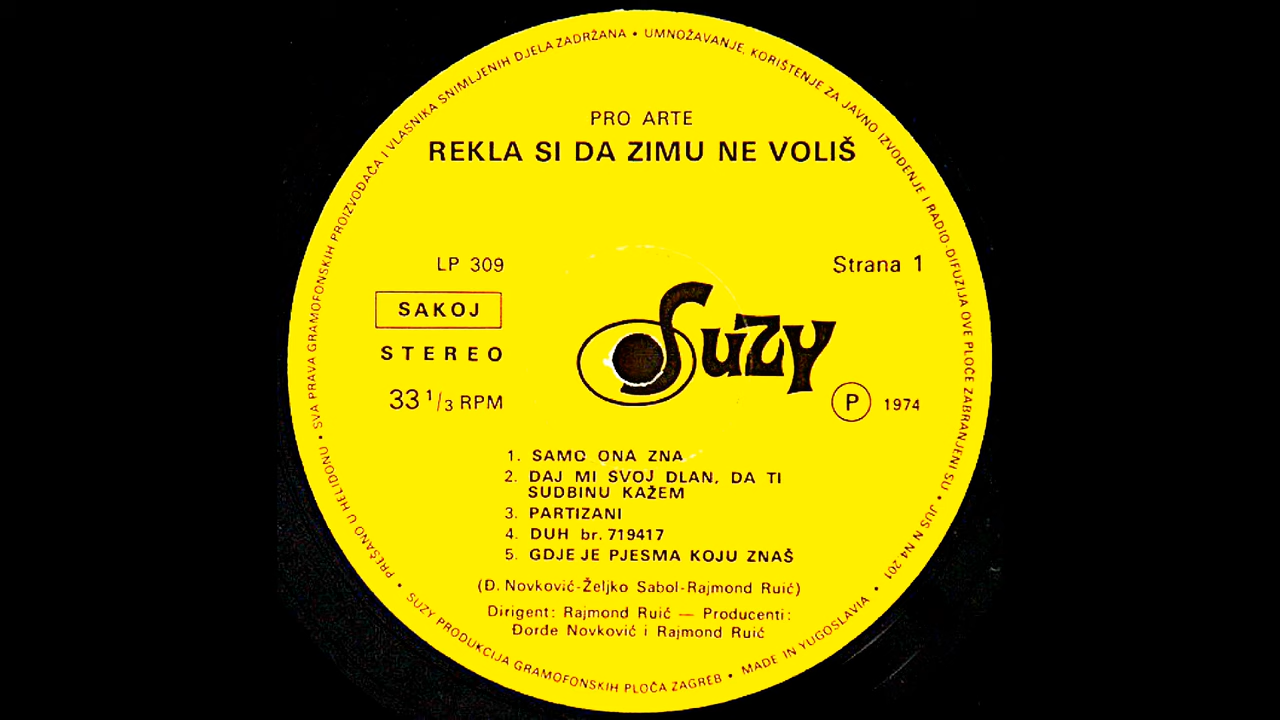 PRO ARTE
REKLA SI DA ZIMU NE VOLIŠ
LP 309
Strana 1
SAKOJ
STEREO
33 1/3 RPM
Suzy
P 1974
1. SAMO ONA ZNA
2. DAJ MI SVOJ DLAN, DA TI
SUDBINU KAŽEM
3. PARTIZANI
4. DUH br. 719417
5. GDJE JE PJESMA KOJU ZNAŠ
(Đ. Novković-Željko Sabol-Rajmond Ruić)
Dirigent: Rajmond Ruić — Producenti:
Đorđe Novković i Rajmond Ruić
SVA PRAVA GRAMOFONSKIH PROIZVOĐAČA I VLASNIKA SNIMLJENIH DJELA ZADRŽANA • UMNOŽAVANJE, KORIŠTENJE ZA JAVNO IZVOĐENJE I RADIO-DIFUZIJA OVE PLOČE ZABRANJENI SU • JUS N N4 201 •
PREŠANO U HELIDONU • SUZY PRODUKCIJA GRAMOFONSKIH PLOČA ZAGREB • MADE IN YUGOSLAVIA •